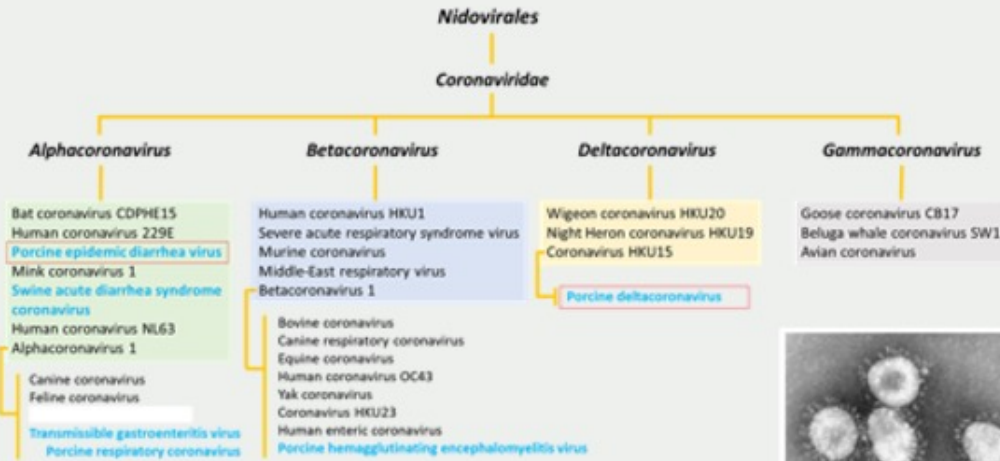 Nidovirales
Coronaviridae
Alphacoronavirus
Betacoronavirus
Deltacoronavirus
Gammacoronavirus
Bat coronavirus CDPHE15
Human coronavirus 229E
Porcine epidemic diarrhea virus
Mink coronavirus 1
Swine acute diarrhea syndrome
coronavirus
Human coronavirus NL63
Alphacoronavirus 1
Canine coronavirus
Feline coronavirus
Transmissible gastroenteritis virus
Porcine respiratory coronavirus
Human coronavirus HKU1
Severe acute respiratory syndrome virus
Murine coronavirus
Middle-East respiratory virus
Betacoronavirus 1
Bovine coronavirus
Canine respiratory coronavirus
Equine coronavirus
Human coronavirus OC43
Yak coronavirus
Coronavirus HKU23
Human enteric coronavirus
Porcine hemagglutinating encephalomyelitis virus
Wigeon coronavirus HKU20
Night Heron coronavirus HKU19
Coronavirus HKU15
Porcine deltacoronavirus
Goose coronavirus CB17
Beluga whale coronavirus SW1
Avian coronavirus